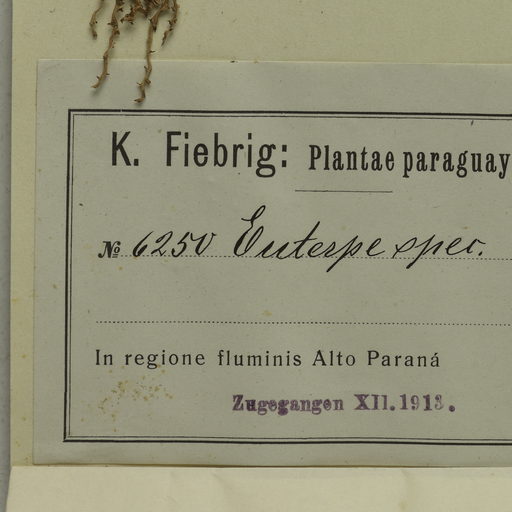 K. Fiebrig: Plantae paraguay
№ 6250 Euterpe spec.
In regione fluminis Alto Paraná
Zugegangen XII. 1913.